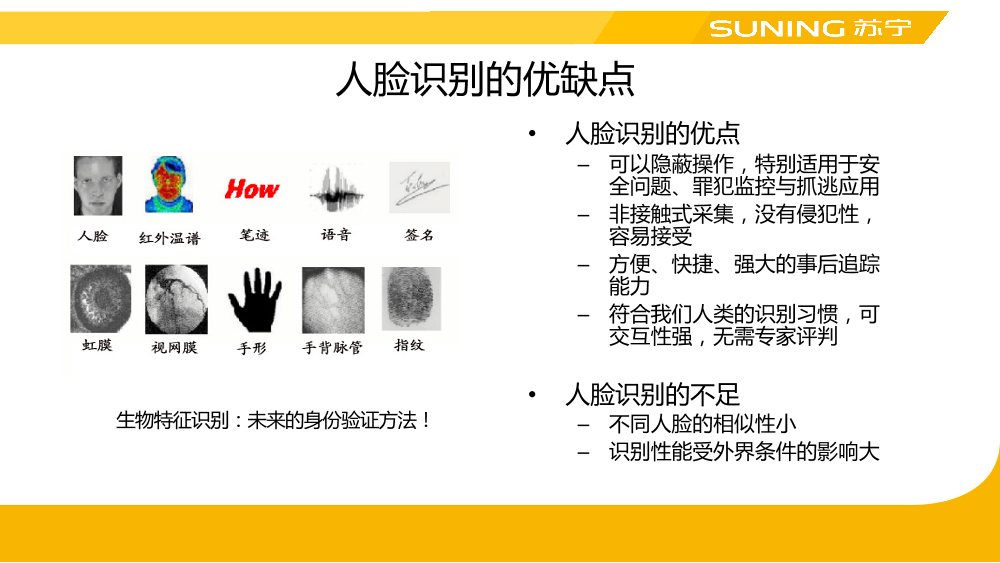 SUNING 苏宁
人脸识别的优缺点
How
人脸
红外温谱
笔迹
语音
签名
虹膜
视网膜
手形
手背脉管
指纹
生物特征识别：未来的身份验证方法！
• 人脸识别的优点
– 可以隐蔽操作，特别适用于安
全问题、罪犯监控与抓逃应用
– 非接触式采集，没有侵犯性，
容易接受
– 方便、快捷、强大的事后追踪
能力
– 符合我们人类的识别习惯，可
交互性强，无需专家评判
• 人脸识别的不足
– 不同人脸的相似性小
– 识别性能受外界条件的影响大